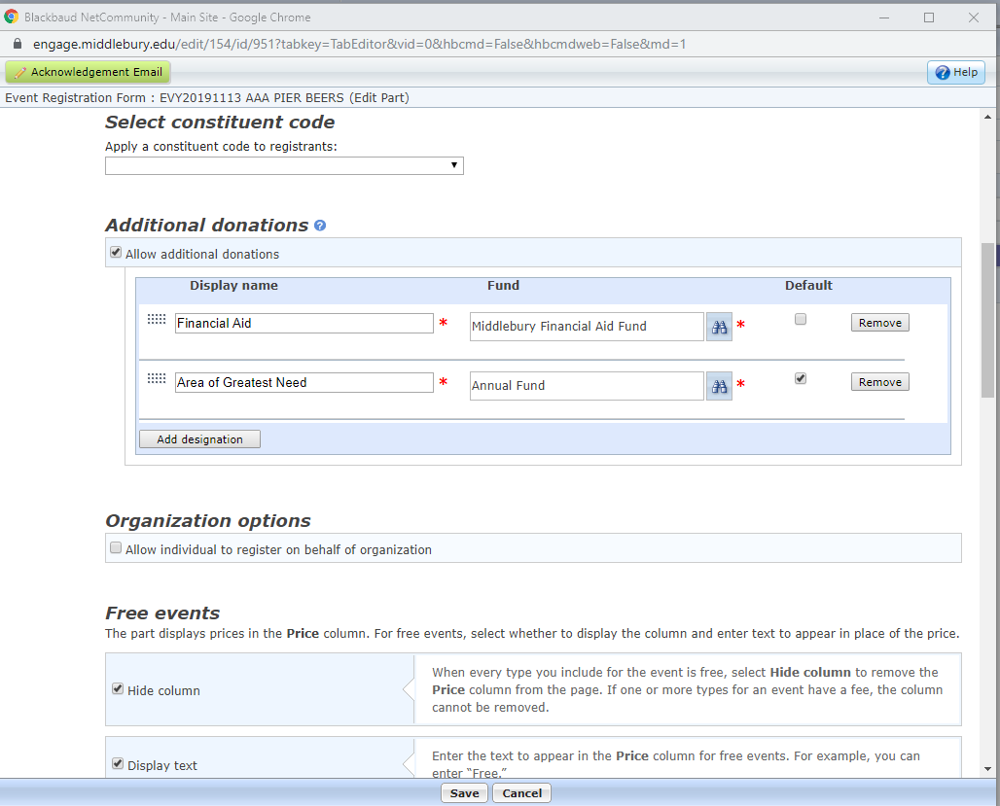 Blackbaud NetCommunity - Main Site - Google Chrome
engage.middlebury.edu/edit/154/id/951?tabkey=TabEditor&vid=0&hbcmd=False&hbcmdweb=False&md=1
Acknowledgement Email
Help
Event Registration Form : EVY20191113 AAA PIER BEERS (Edit Part)
Select constituent code
Apply a constituent code to registrants:
Additional donations ?
Allow additional donations
Display name Fund Default
Financial Aid * Middlebury Financial Aid Fund * Remove
Area of Greatest Need * Annual Fund * Remove
Add designation
Organization options
Allow individual to register on behalf of organization
Free events
The part displays prices in the Price column. For free events, select whether to display the column and enter text to appear in place of the price.
Hide column
When every type you include for the event is free, select Hide column to remove the
Price column from the page. If one or more types for an event have a fee, the column
cannot be removed.
Display text
Enter the text to appear in the Price column for free events. For example, you can
enter “Free.”
Save Cancel